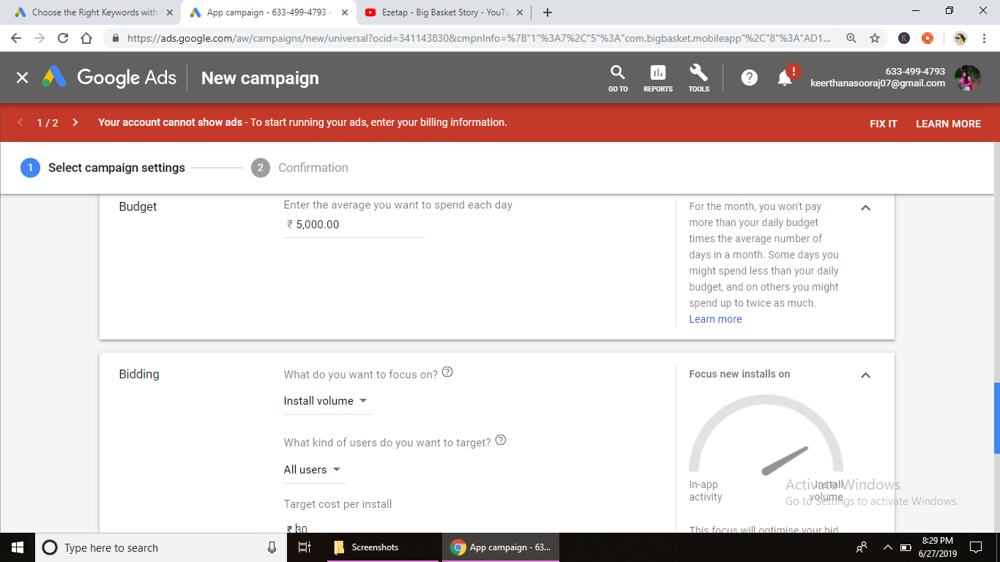 Choose the Right Keywords with
App campaign - 633-499-4793 -
Ezetap - Big Basket Story - YouTu
https://ads.google.com/aw/campaigns/new/universal?ocid=341143830&cmpnInfo=%7B"1"%3A7%2C"5"%3A"com.bigbasket.mobileapp"%2C"8"%3A"AD1...
K
Google Ads
New campaign
GO TO
REPORTS
TOOLS
?
!
633-499-4793
keerthanasooraj07@gmail.com
1 / 2
Your account cannot show ads - To start running your ads, enter your billing information.
FIX IT
LEARN MORE
1 Select campaign settings
2 Confirmation
Budget
Enter the average you want to spend each day
₹ 5,000.00
For the month, you won't pay
more than your daily budget
times the average number of
days in a month. Some days you
might spend less than your daily
budget, and on others you might
spend up to twice as much.
Learn more
Bidding
What do you want to focus on? ?
Install volume
What kind of users do you want to target? ?
All users
Target cost per install
₹ 30
Focus new installs on
In-app
activity
Install
volume
This focus will optimise your bid
Activate Windows
Go to Settings to activate Windows.
Type here to search
Screenshots
App campaign - 63...
8:29 PM
6/27/2019